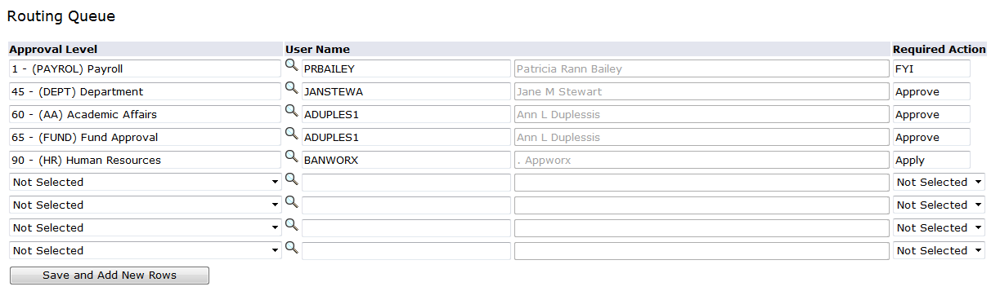 Routing Queue
Approval Level User Name Required Action
1 - (PAYROL) Payroll PRBAILEY Patricia Rann Bailey FYI
45 - (DEPT) Department JANSTEWA Jane M Stewart Approve
60 - (AA) Academic Affairs ADUPLES1 Ann L Duplessis Approve
65 - (FUND) Fund Approval ADUPLES1 Ann L Duplessis Approve
90 - (HR) Human Resources BANWORX . Appworx Apply
Not Selected Not Selected
Not Selected Not Selected
Not Selected Not Selected
Not Selected Not Selected
Save and Add New Rows